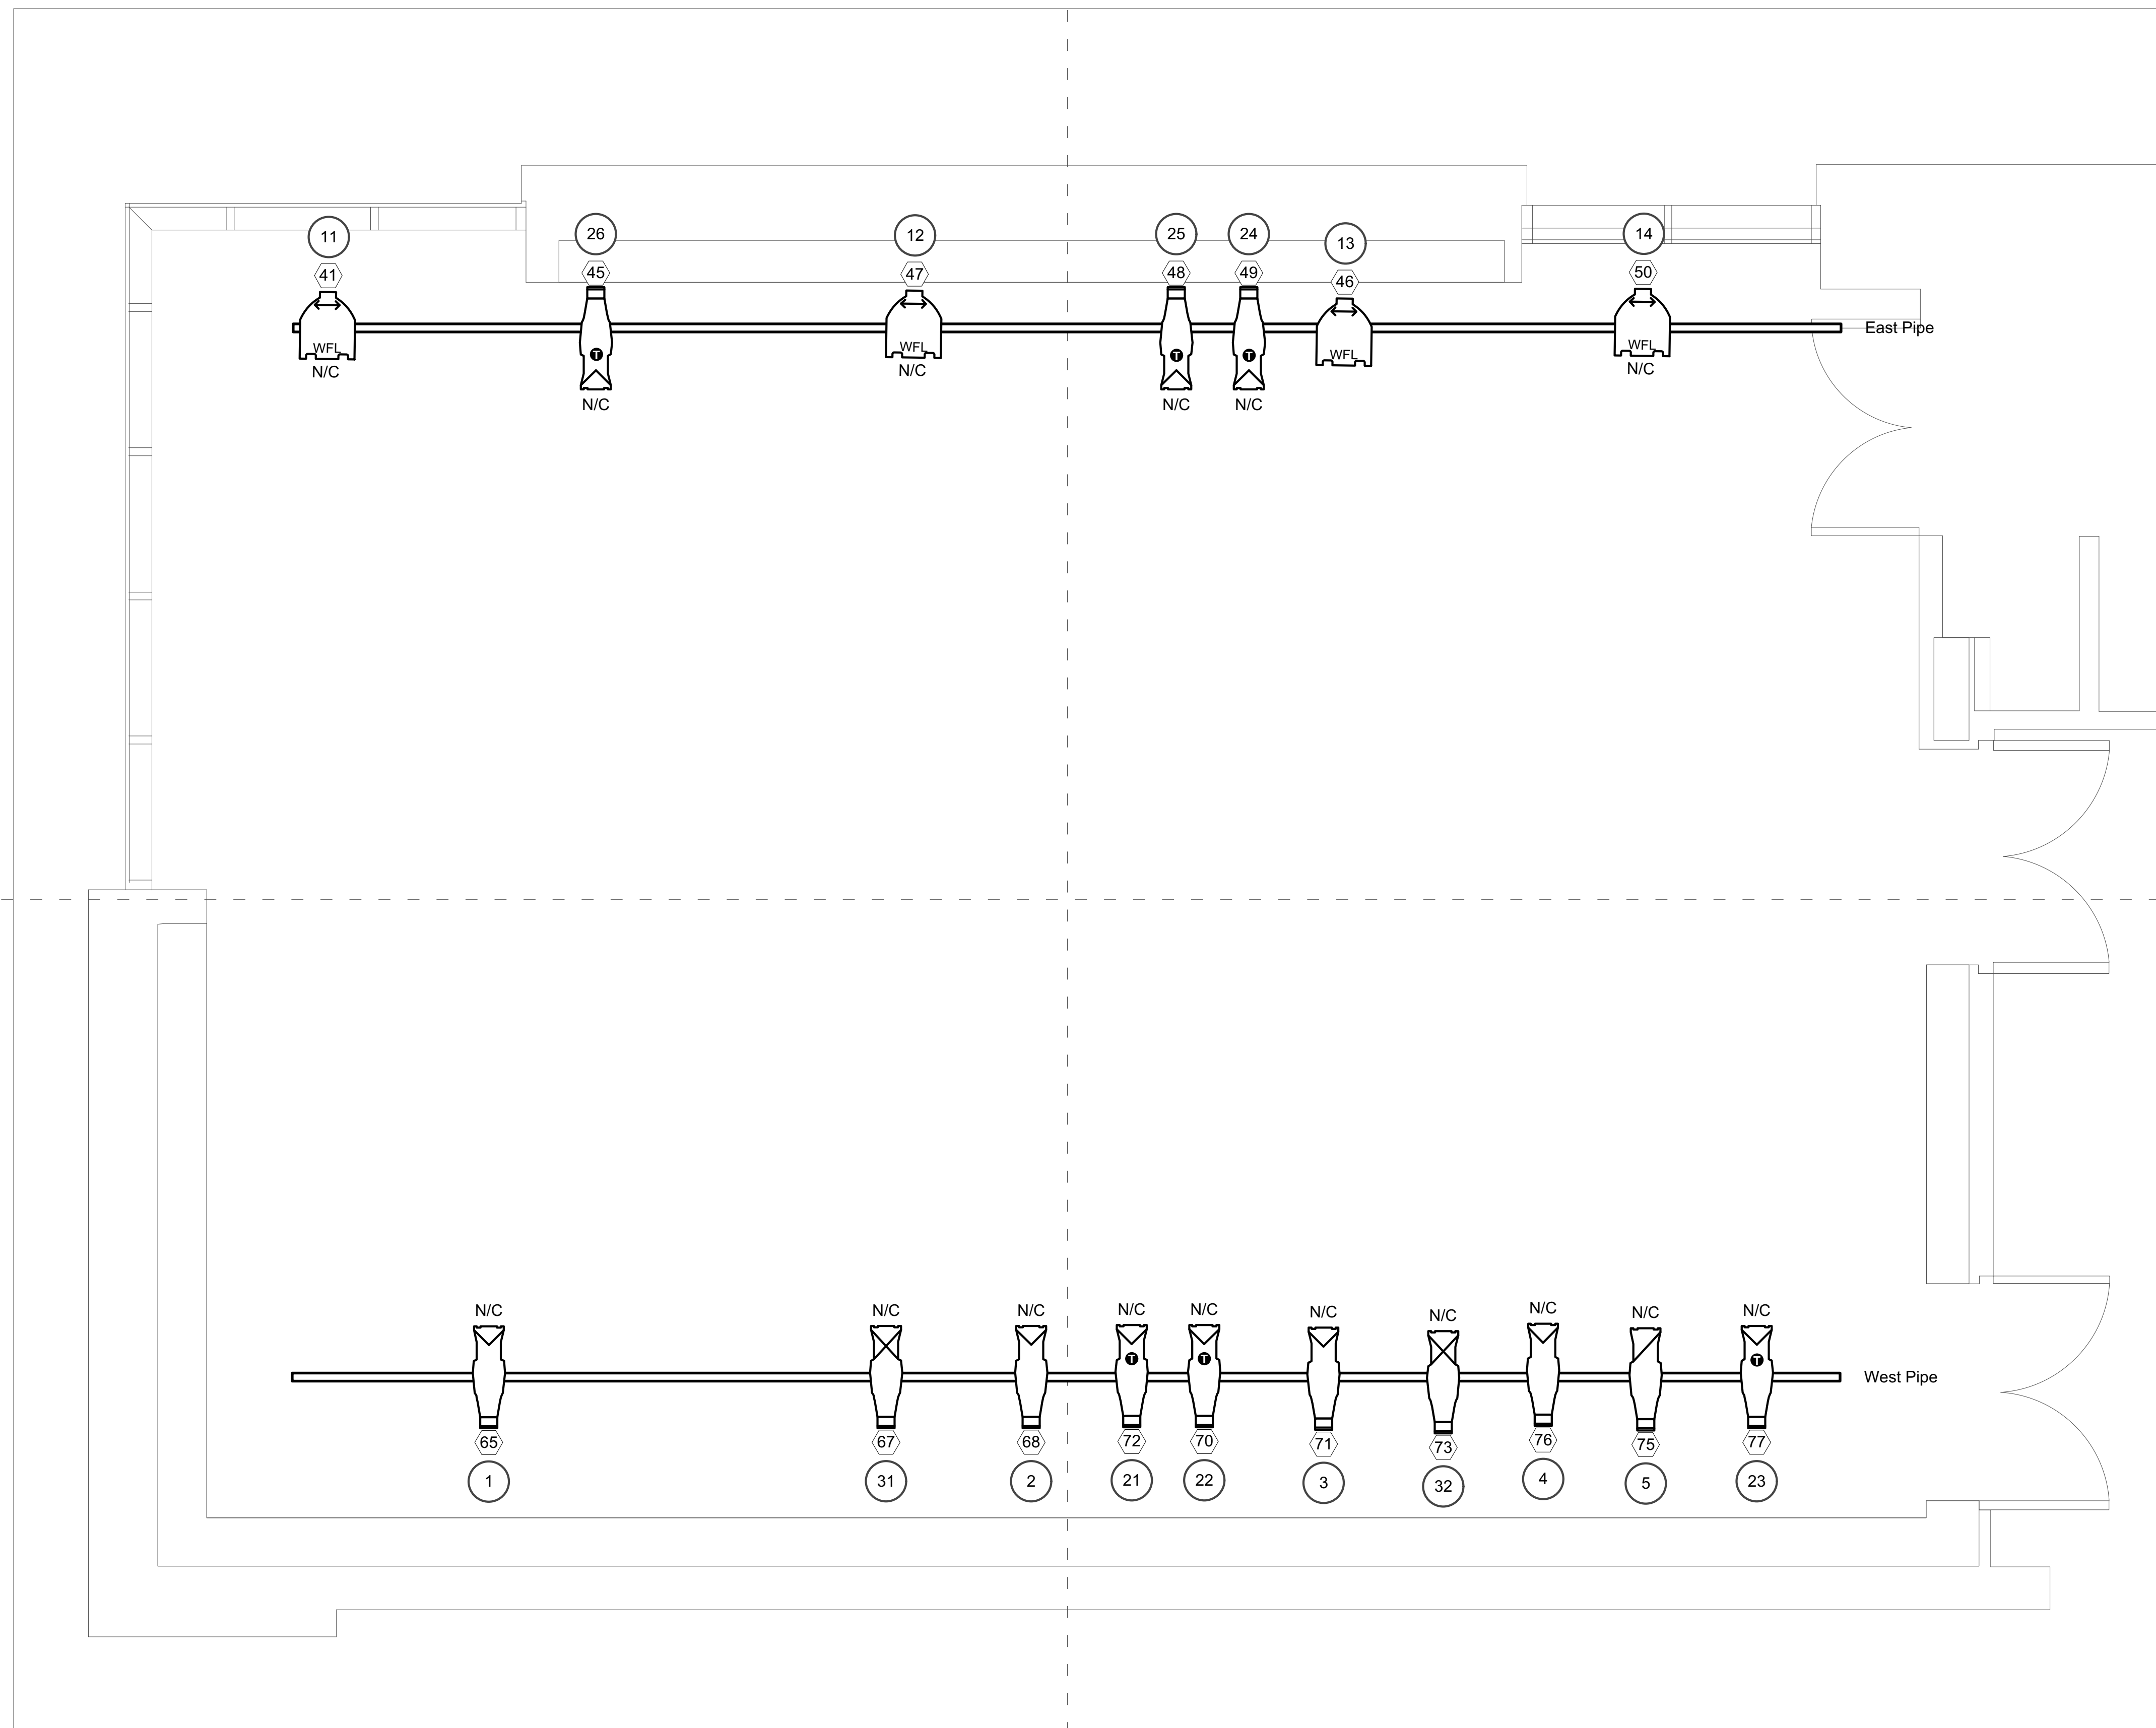 11 26 12 25 24 13 14
41 45 47 48 49 46 50
T T T
WFL WFL WFL WFL
East Pipe
N/C N/C N/C N/C N/C N/C
N/C N/C N/C N/C N/C N/C N/C N/C N/C N/C
T T T
West Pipe
65 67 68 72 70 71 73 76 75 77
1 31 2 21 22 3 32 4 5 23